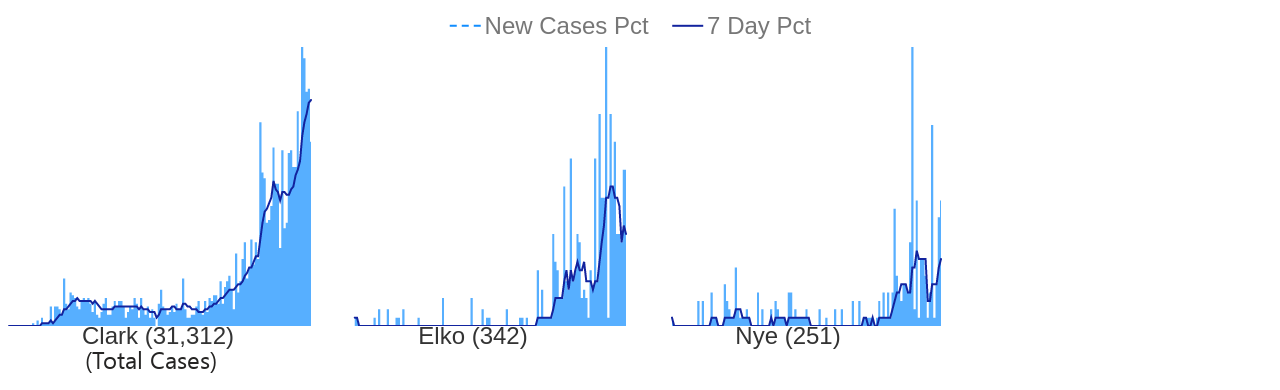 New Cases Pct 7 Day Pct
Clark (31,312) Elko (342) Nye (251)
(Total Cases)